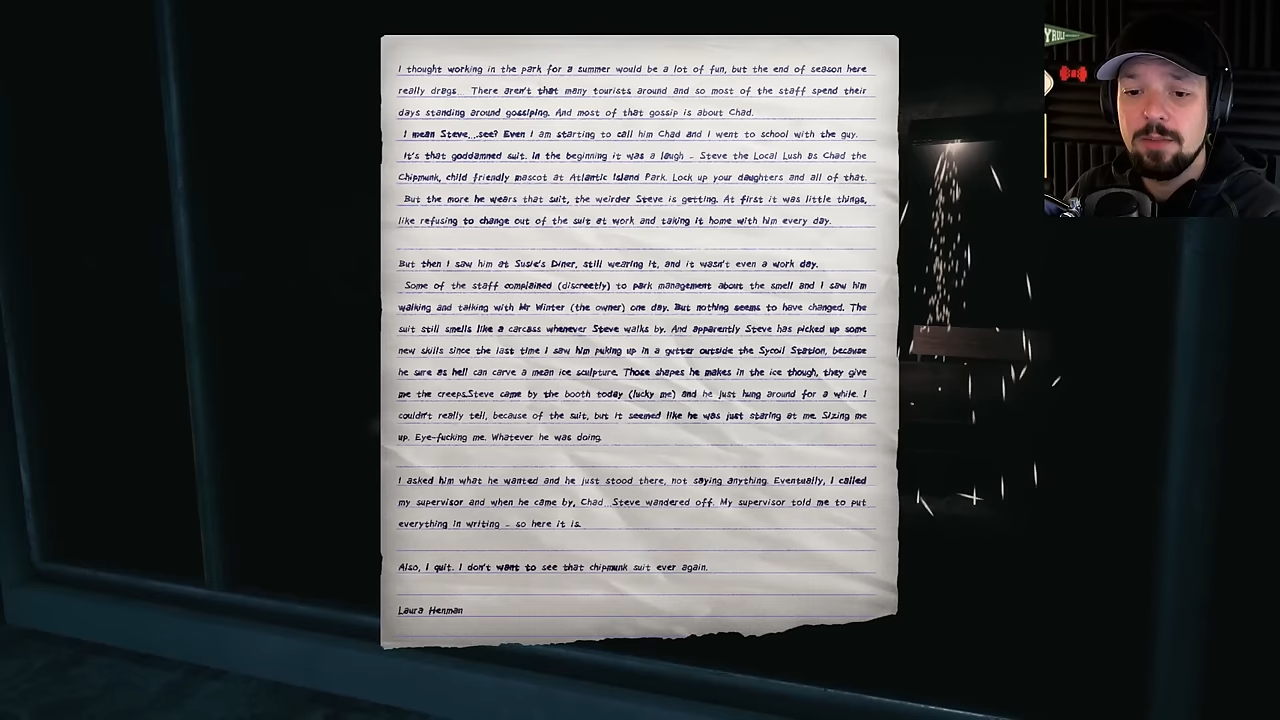 I thought working in the park for a summer would be a lot of fun, but the end of season here
really drags... There aren't that many tourists around and so most of the staff spend their
days standing around gossiping. And most of that gossip is about Chad.
I mean Steve...see? Even I am starting to call him Chad and I went to school with the guy.
It's that goddamned suit. In the beginning it was a laugh - Steve the Local Lush as Chad the
Chipmunk, child friendly mascot at Atlantic Island Park. Lock up your daughters and all of that.
But the more he wears that suit, the weirder Steve is getting. At first it was little things,
like refusing to change out of the suit at work and taking it home with him every day.
But then I saw him at Susie's Diner, still wearing it, and it wasn't even a work day.
Some of the staff complained (discreetly) to park management about the smell and I saw him
walking and talking with Mr Winter (the owner) one day. But nothing seems to have changed. The
suit still smells like a carcass whenever Steve walks by. And apparently Steve has picked up some
new skills since the last time I saw him puking up in a gutter outside the Sycoil Station, because
he sure as hell can carve a mean ice sculpture. Those shapes he makes in the ice though, they give
me the creeps.Steve came by the booth today (lucky me) and he just hung around for a while. I
couldn't really tell, because of the suit, but it seemed like he was just staring at me. Sizing me
up. Eye-fucking me. Whatever he was doing.
I asked him what he wanted and he just stood there, not saying anything. Eventually, I called
my supervisor and when he came by, Chad...Steve wandered off. My supervisor told me to put
everything in writing - so here it is.
Also, I quit. I don't want to see that chipmunk suit ever again.
Laura Henman